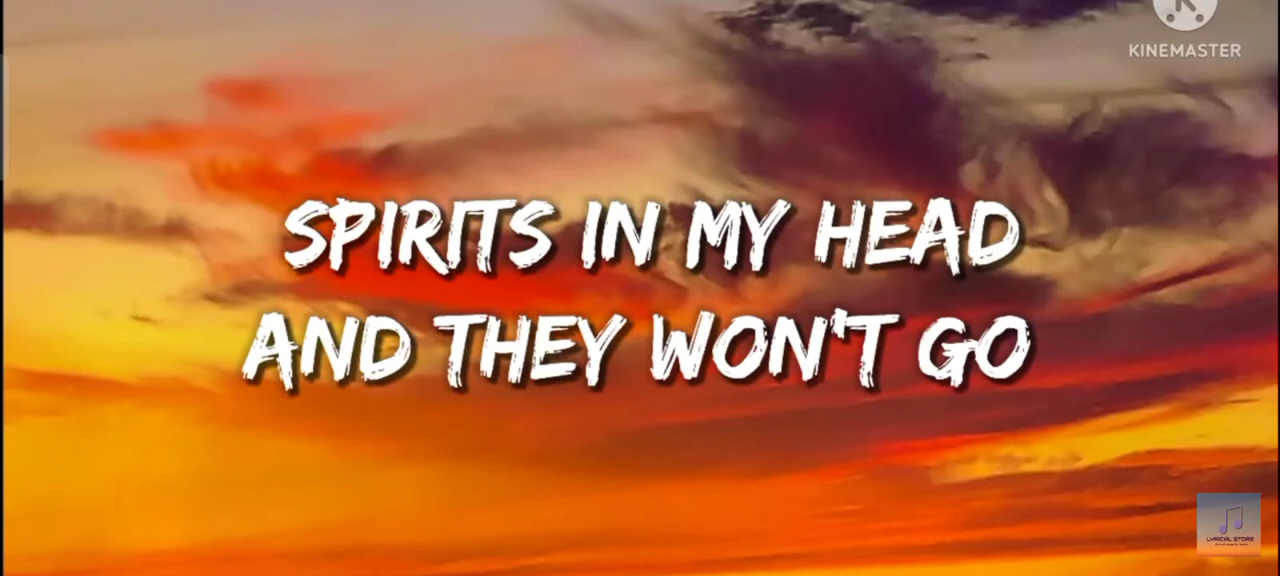 KINEMASTER
SPIRITS IN MY HEAD
AND THEY WON'T GO
LYRICAL STORE